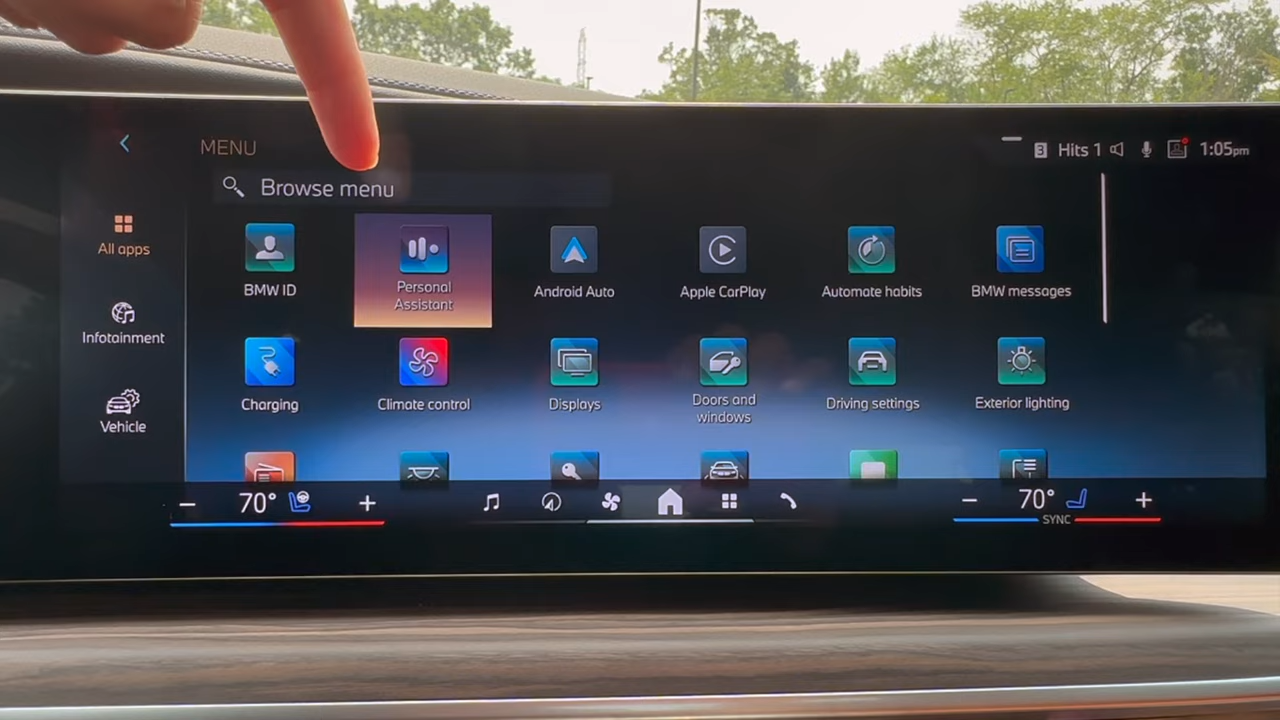 MENU
3 Hits 1 1:05pm
Browse menu
All apps
Infotainment
Vehicle
BMW ID
Personal
Assistant
Android Auto
Apple CarPlay
Automate habits
BMW messages
Charging
Climate control
Displays
Doors and
windows
Driving settings
Exterior lighting
− 70° +
− 70° +
SYNC